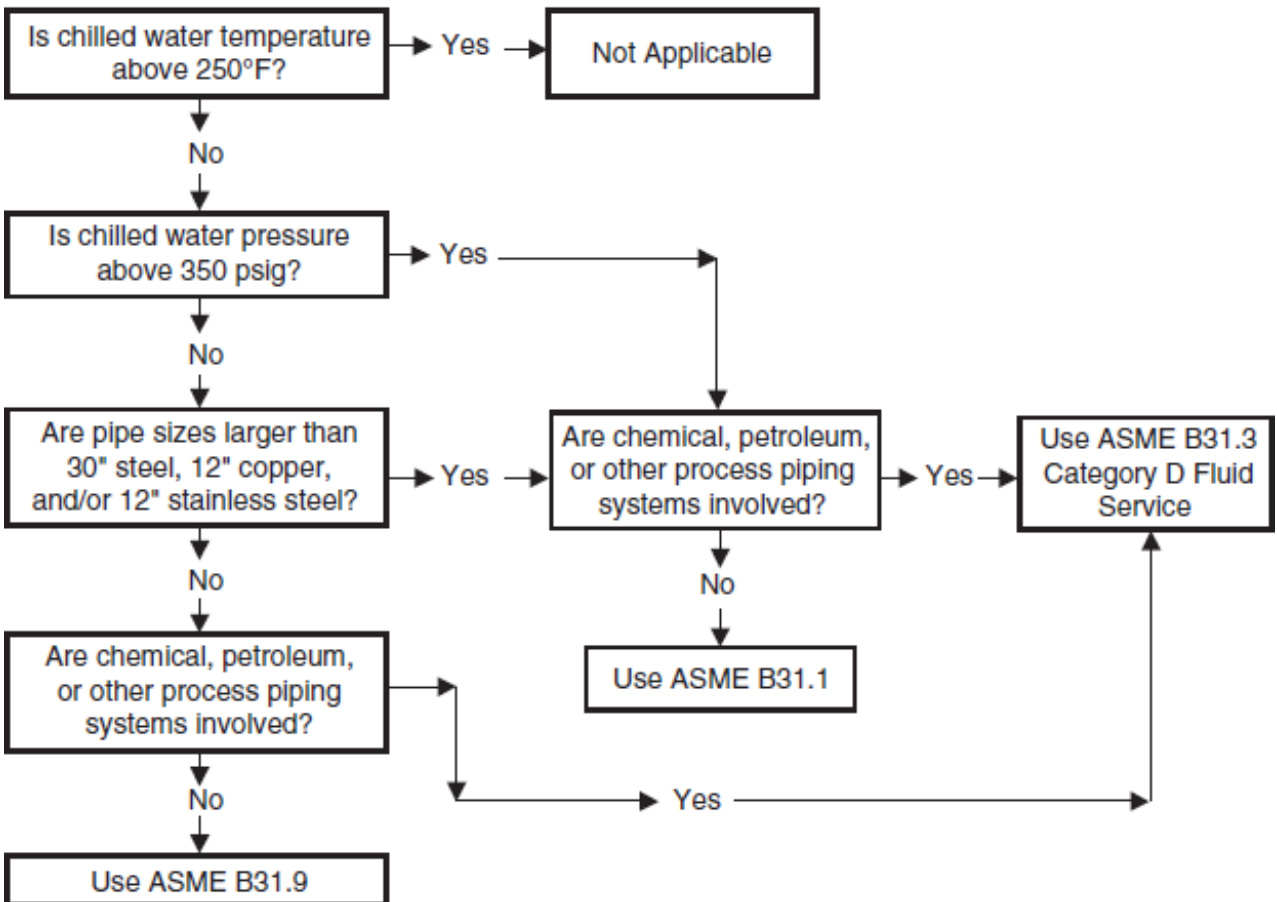 Is chilled water temperature
above 250°F?
Yes
Not Applicable
No
Is chilled water pressure
above 350 psig?
Yes
No
Are pipe sizes larger than
30" steel, 12" copper,
and/or 12" stainless steel?
Yes
Are chemical, petroleum,
or other process piping
systems involved?
Yes
Use ASME B31.3
Category D Fluid
Service
No
No
Use ASME B31.1
Are chemical, petroleum,
or other process piping
systems involved?
Yes
No
Use ASME B31.9